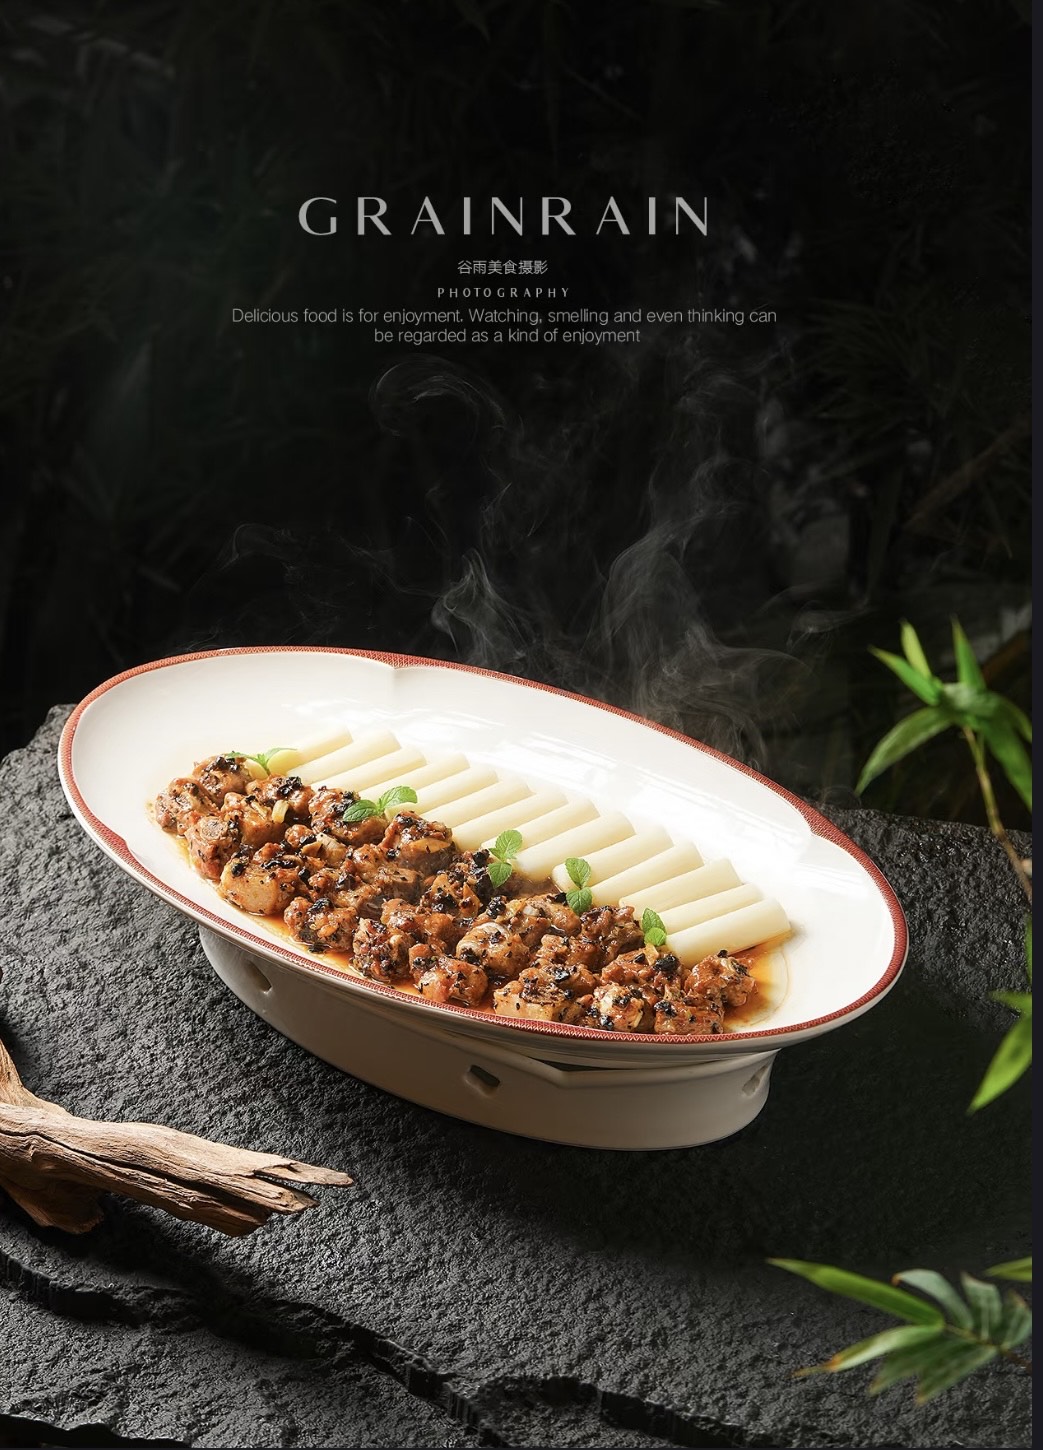 GRAINRAIN
谷雨美食摄影
PHOTOGRAPHY
Delicious food is for enjoyment. Watching, smelling and even thinking can
be regarded as a kind of enjoyment